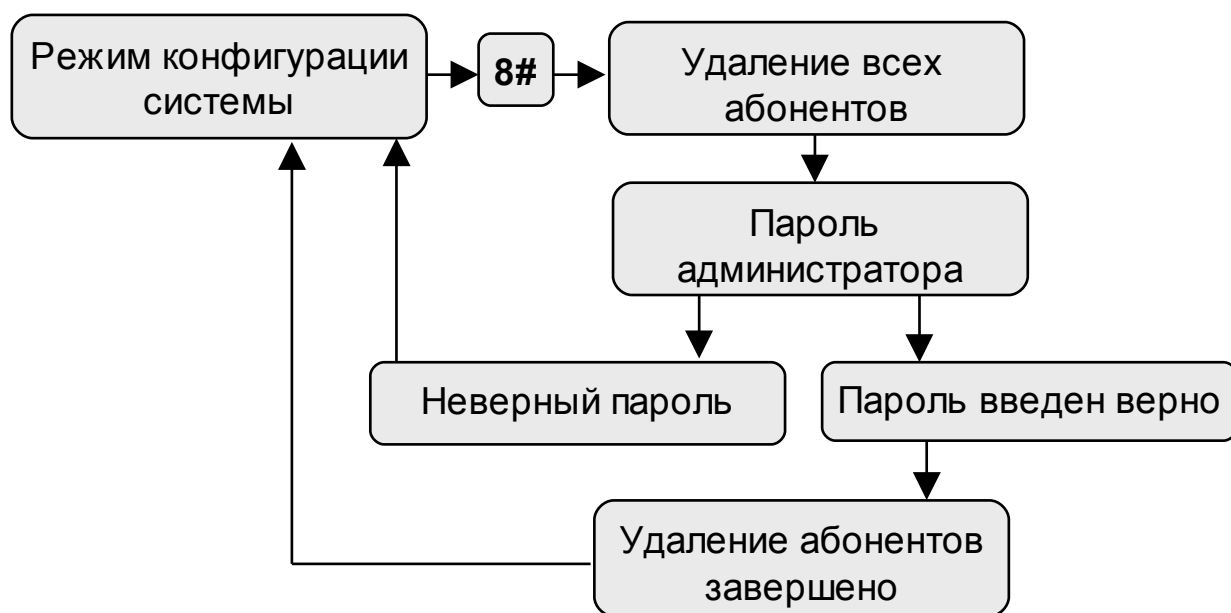 Режим конфигурации
системы
8#
Удаление всех
абонентов
Пароль
администратора
Неверный пароль
Пароль введен верно
Удаление абонентов
завершено